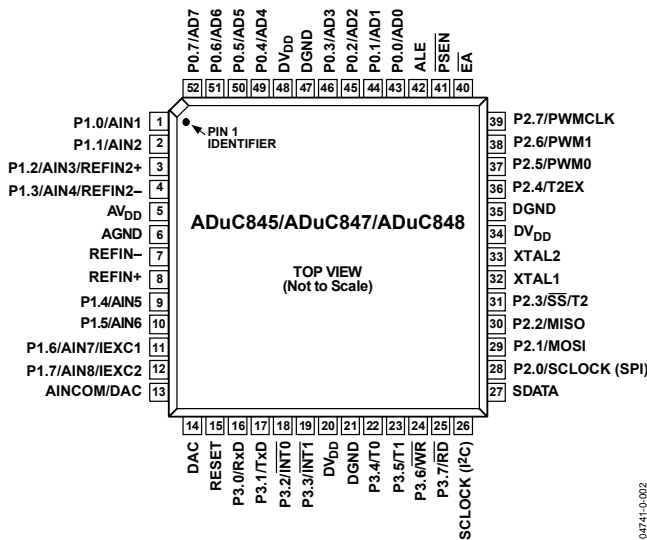 P0.7/AD7
P0.6/AD6
P0.5/AD5
P0.4/AD4
DVDD
DGND
P0.3/AD3
P0.2/AD2
P0.1/AD1
P0.0/AD0
ALE
PSEN
EA
52 51 50 49 48 47 46 45 44 43 42 41 40
P1.0/AIN1 1
P1.1/AIN2 2
P1.2/AIN3/REFIN2+ 3
P1.3/AIN4/REFIN2– 4
AVDD 5
AGND 6
REFIN– 7
REFIN+ 8
P1.4/AIN5 9
P1.5/AIN6 10
P1.6/AIN7/IEXC1 11
P1.7/AIN8/IEXC2 12
AINCOM/DAC 13
PIN 1
IDENTIFIER
ADuC845/ADuC847/ADuC848
TOP VIEW
(Not to Scale)
39 P2.7/PWMCLK
38 P2.6/PWM1
37 P2.5/PWM0
36 P2.4/T2EX
35 DGND
34 DVDD
33 XTAL2
32 XTAL1
31 P2.3/SS/T2
30 P2.2/MISO
29 P2.1/MOSI
28 P2.0/SCLOCK (SPI)
27 SDATA
14 15 16 17 18 19 20 21 22 23 24 25 26
DAC
RESET
P3.0/RxD
P3.1/TxD
P3.2/INT0
P3.3/INT1
DVDD
DGND
P3.4/T0
P3.5/T1
P3.6/WR
P3.7/RD
SCLOCK (I2C)
04741-0-002